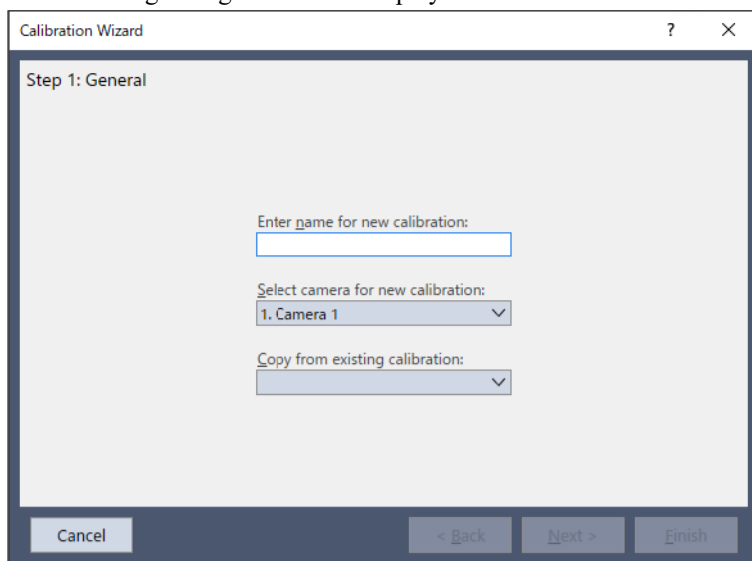 Calibration Wizard ? ×
Step 1: General
Enter name for new calibration:
Select camera for new calibration:
1. Camera 1
Copy from existing calibration:
Cancel < Back Next > Finish